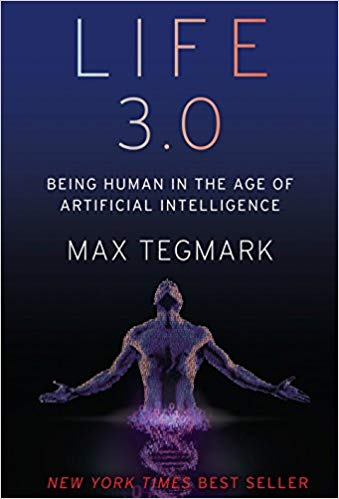 LIFE
3.0
BEING HUMAN IN THE AGE OF
ARTIFICIAL INTELLIGENCE
MAX TEGMARK
NEW YORK TIMES BEST SELLER